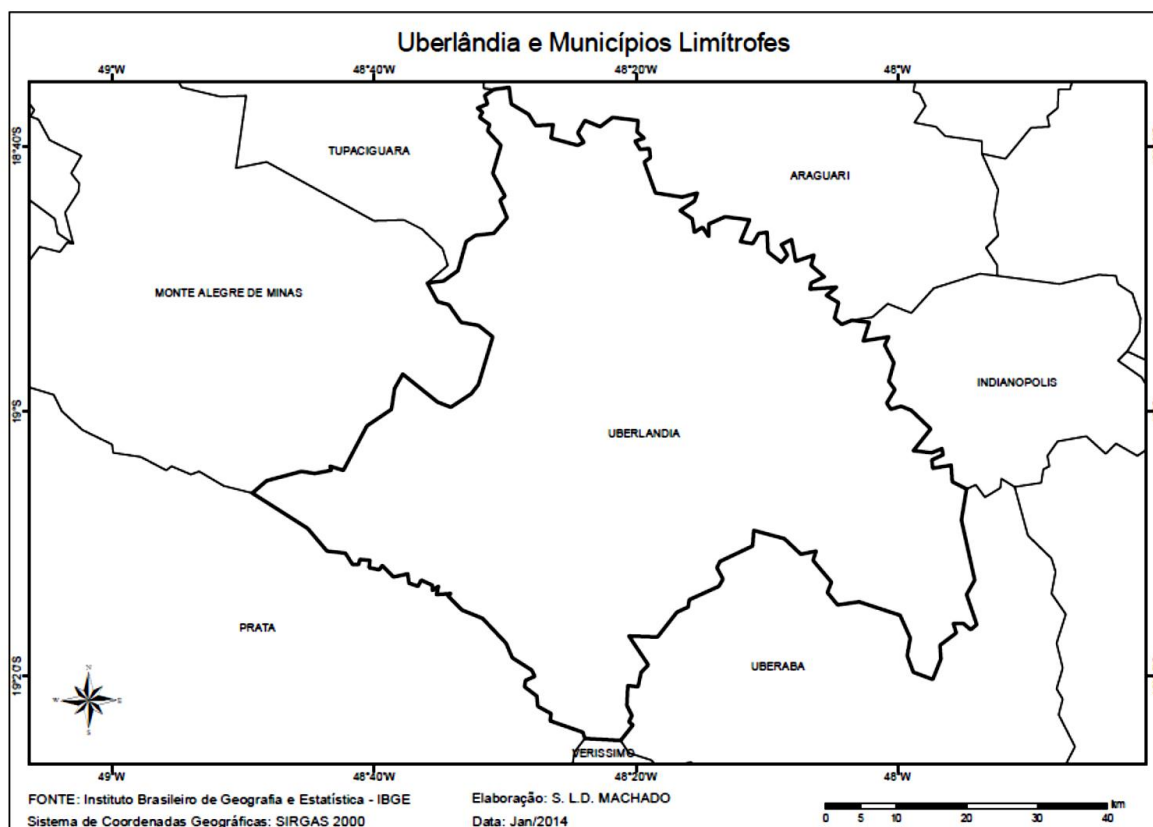 Uberlândia e Municípios Limítrofes
49°W 48°40'W 48°20'W 48°W
18°40'S
19°S
19°20'S
TUPACIGUARA
ARAGUARI
MONTE ALEGRE DE MINAS
INDIANOPOLIS
UBERLANDIA
PRATA
UBERABA
VERISSIMO
N
W E
S
49°W 48°40'W 48°20'W 48°W
FONTE: Instituto Brasileiro de Geografia e Estatística - IBGE
Sistema de Coordenadas Geográficas: SIRGAS 2000
Elaboração: S. L.D. MACHADO
Data: Jan/2014
km
0 5 10 20 30 40